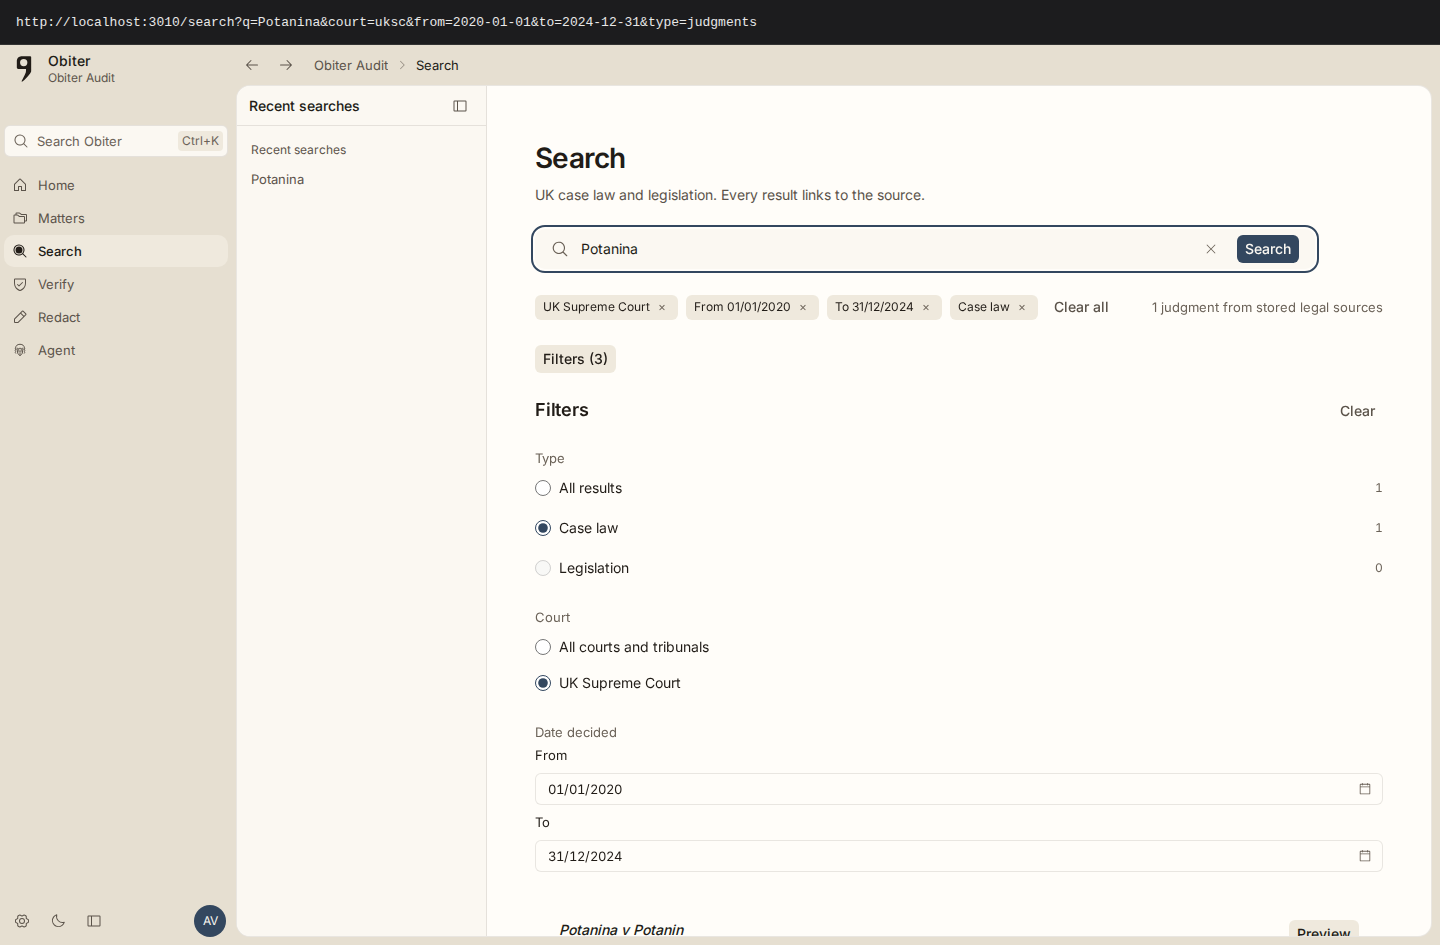 http://localhost:3010/search?q=Potanina&court=uksc&from=2020-01-01&to=2024-12-31&type=judgments
Obiter
Obiter Audit
Obiter Audit > Search
Search Obiter Ctrl+K
Home
Matters
Search
Verify
Redact
Agent
AV
Recent searches
Recent searches
Potanina
Search
UK case law and legislation. Every result links to the source.
Potanina Search
UK Supreme Court × From 01/01/2020 × To 31/12/2024 × Case law × Clear all 1 judgment from stored legal sources
Filters (3)
Filters Clear
Type
All results 1
Case law 1
Legislation 0
Court
All courts and tribunals
UK Supreme Court
Date decided
From
01/01/2020
To
31/12/2024
Potanina v Potanin Preview